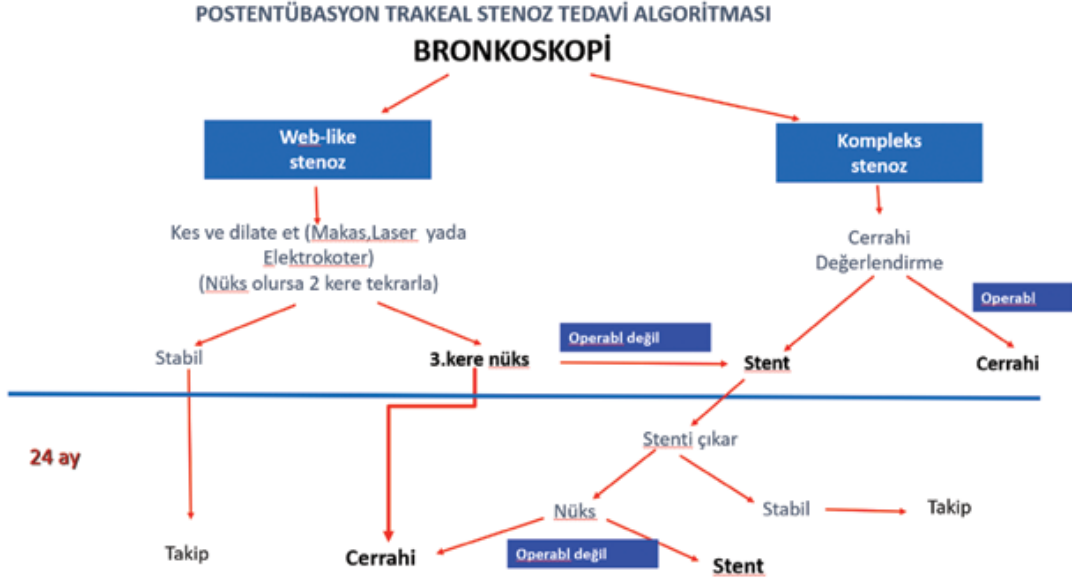 POSTENTÜBASYON TRAKEAL STENOZ TEDAVİ ALGORİTMASI
BRONKOSKOPİ
Web-like
stenoz
Kompleks
stenoz
Kes ve dilate et (Makas,Laser yada
Elektrokoter)
(Nüks olursa 2 kere tekrarla)
Cerrahi
Değerlendirme
Operabl
Operabl değil
Stabil
3.kere nüks
Stent
Cerrahi
Stenti çıkar
24 ay
Nüks
Stabil
Takip
Takip
Cerrahi
Operabl değil
Stent